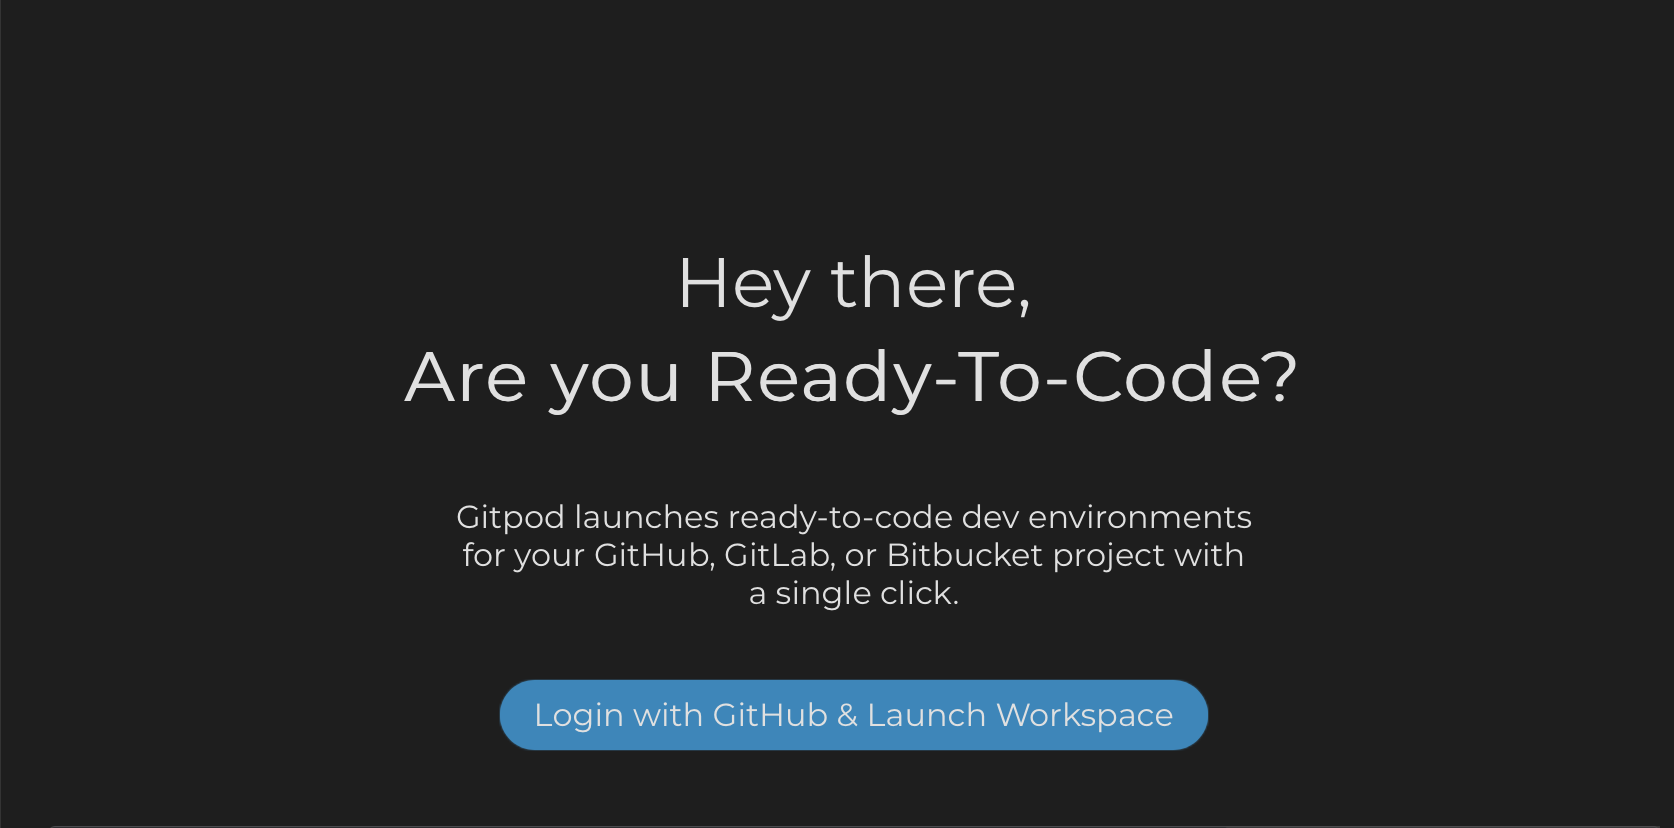 Hey there,
Are you Ready-To-Code?
Gitpod launches ready-to-code dev environments
for your GitHub, GitLab, or Bitbucket project with
a single click.
Login with GitHub & Launch Workspace